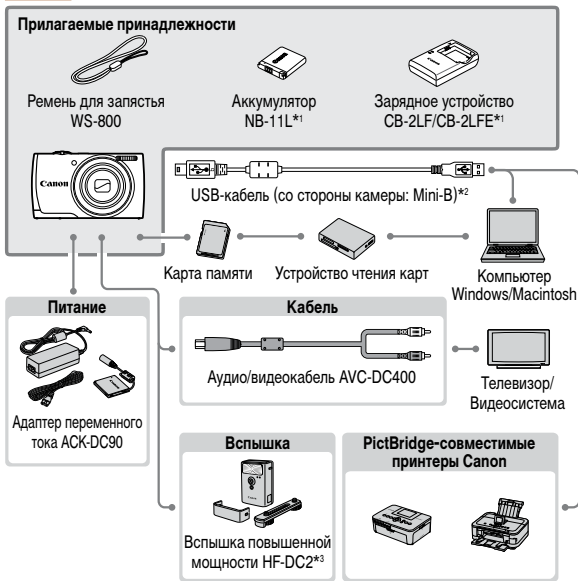 Прилагаемые принадлежности
Ремень для запястья
WS-800
Аккумулятор
NB-11L*1
Зарядное устройство
CB-2LF/CB-2LFE*1
Canon
USB-кабель (со стороны камеры: Mini-B)*2
Карта памяти
Устройство чтения карт
Компьютер
Windows/Macintosh
Питание
Адаптер переменного
тока ACK-DC90
Кабель
Аудио/видеокабель AVC-DC400
Телевизор/
Видеосистема
Вспышка
Вспышка повышенной
мощности HF-DC2*3
PictBridge-совместимые
принтеры Canon